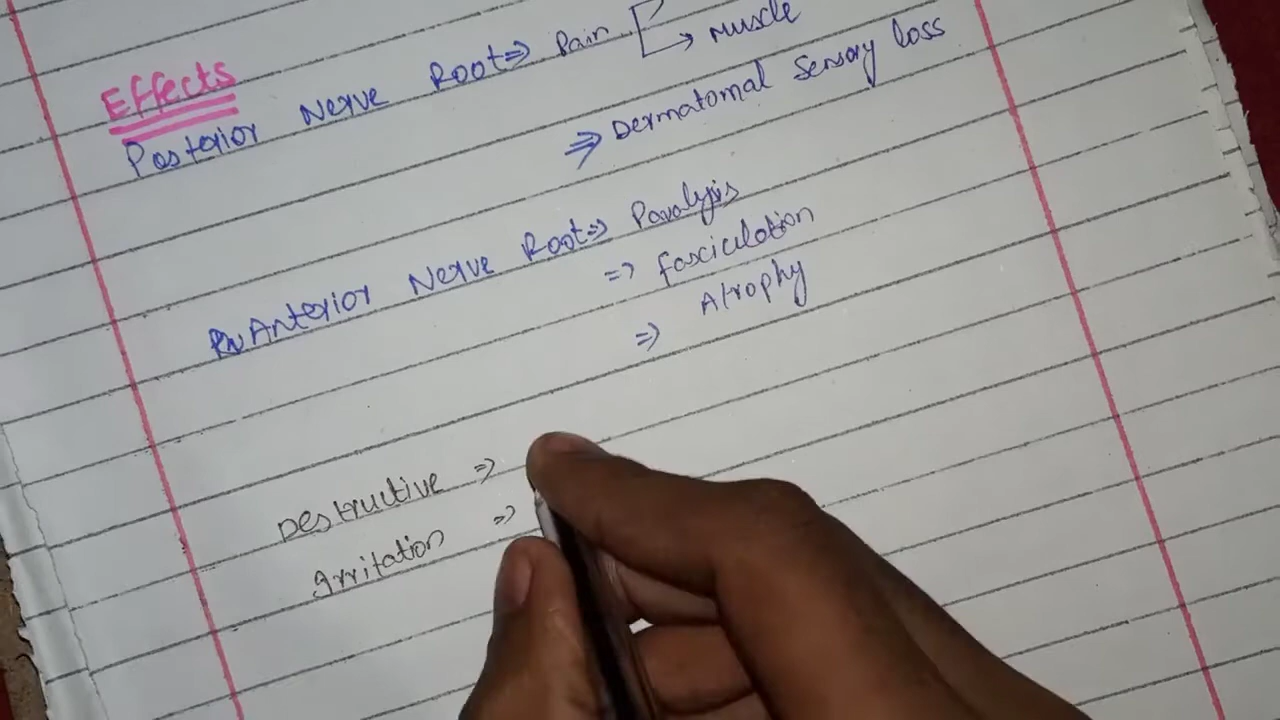 Effects
Posterior Nerve Root => Pain → Muscle
=> Dermatomal Sensory loss
Anterior Nerve Root => Paralysis
=> fasciculation
=> Atrophy
Destructive =>
Irritation =>